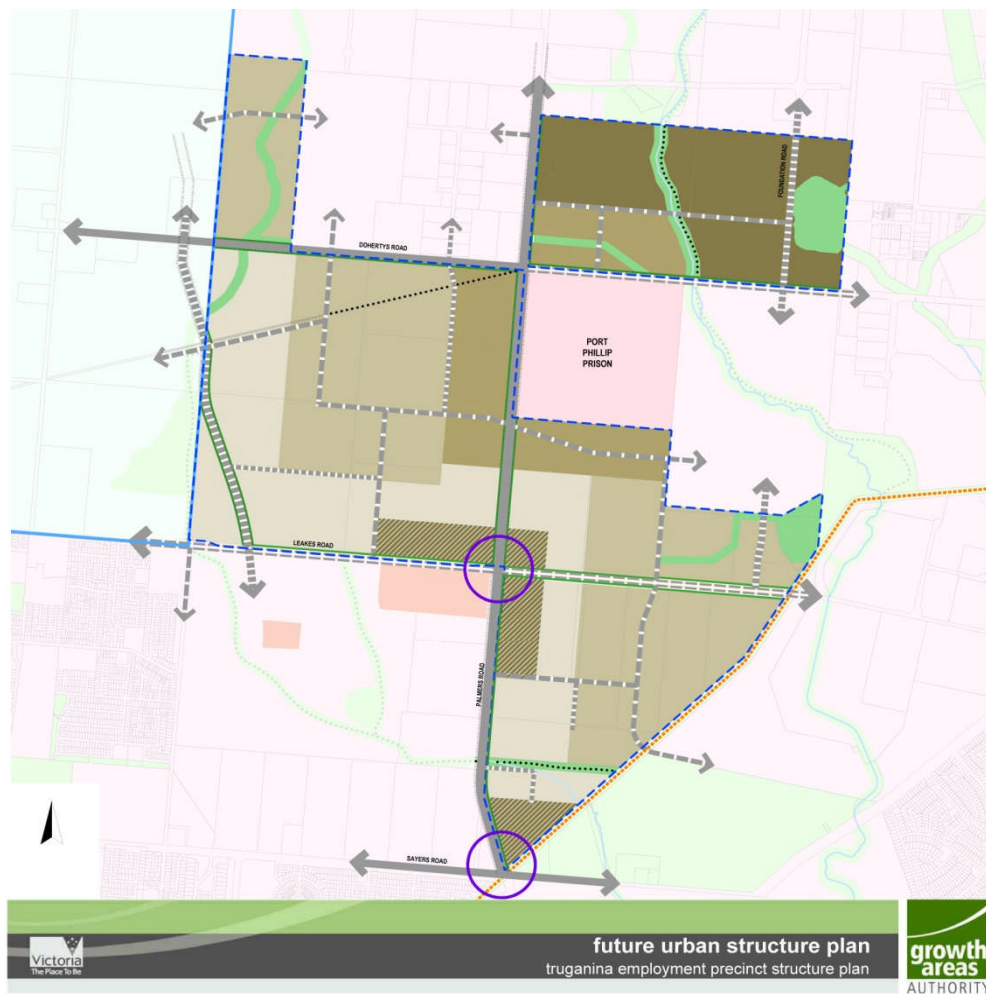 FOUNDATION ROAD
DOHERTYS ROAD
PORT
PHILLIP
PRISON
LEAKES ROAD
PALMERS ROAD
SAYERS ROAD
Victoria
The Place To Be
future urban structure plan
truganina employment precinct structure plan
growth
areas
AUTHORITY